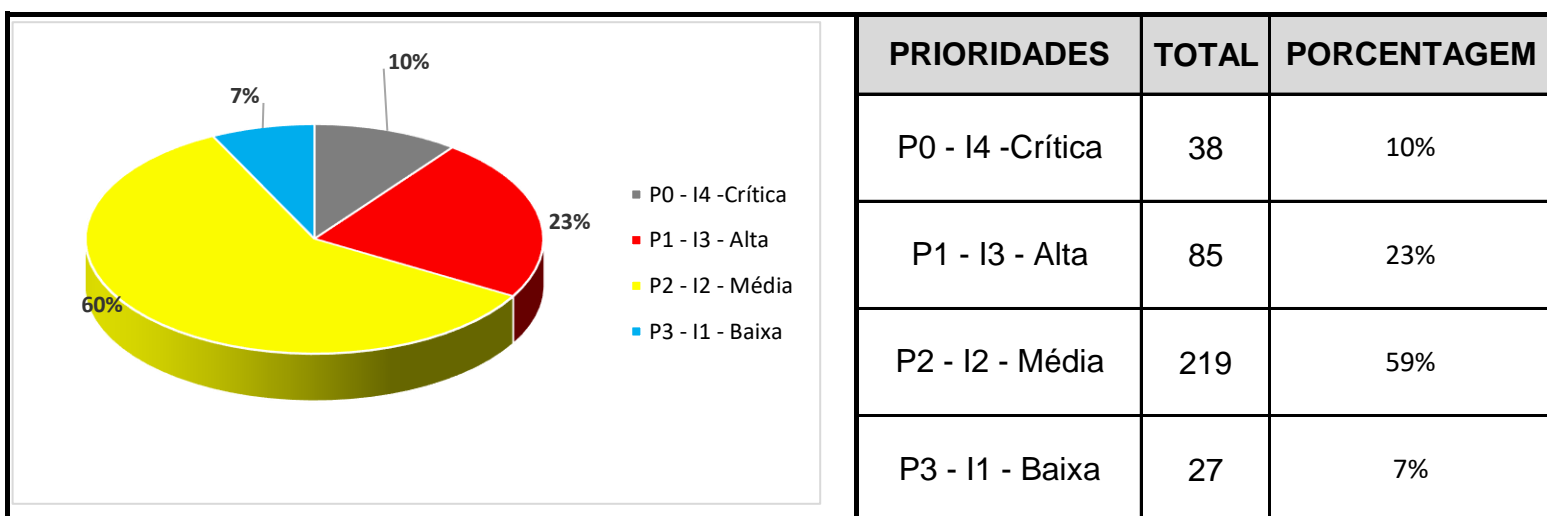 10%
7%
23%
60%
P0 - I4 -Crítica
P1 - I3 - Alta
P2 - I2 - Média
P3 - I1 - Baixa
PRIORIDADES TOTAL PORCENTAGEM
P0 - I4 -Crítica 38 10%
P1 - I3 - Alta 85 23%
P2 - I2 - Média 219 59%
P3 - I1 - Baixa 27 7%